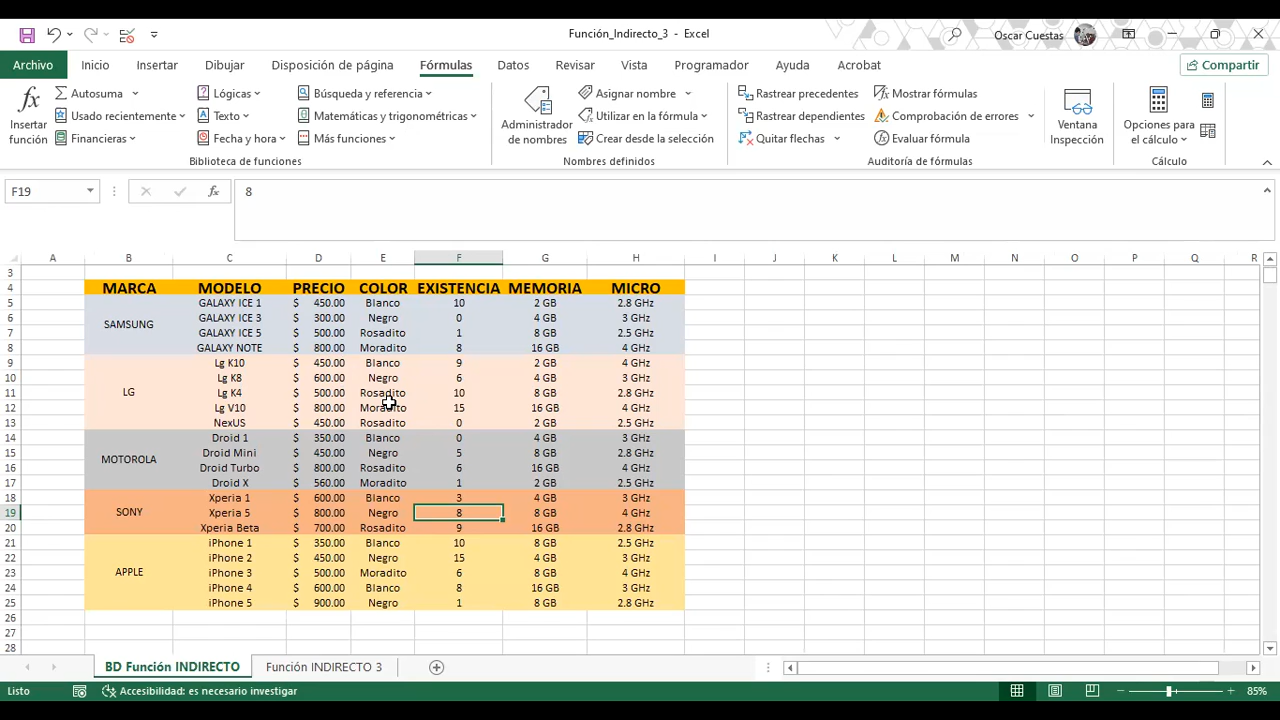 Función_Indirecto_3 - Excel
Oscar Cuestas
Archivo Inicio Insertar Dibujar Disposición de página Fórmulas Datos Revisar Vista Programador Ayuda Acrobat Compartir
Insertar función
Autosuma
Usado recientemente
Financieras
Lógicas
Texto
Fecha y hora
Búsqueda y referencia
Matemáticas y trigonométricas
Más funciones
Biblioteca de funciones
Administrador de nombres
Asignar nombre
Utilizar en la fórmula
Crear desde la selección
Nombres definidos
Rastrear precedentes
Rastrear dependientes
Quitar flechas
Mostrar fórmulas
Comprobación de errores
Evaluar fórmula
Auditoría de fórmulas
Ventana Inspección
Opciones para el cálculo
Cálculo
F19 fx 8
A B C D E F G H I J K L M N O P Q R
3
4 MARCA MODELO PRECIO COLOR EXISTENCIA MEMORIA MICRO
5 GALAXY ICE 1 $ 450.00 Blanco 10 2 GB 2.8 GHz
6 SAMSUNG GALAXY ICE 3 $ 300.00 Negro 0 4 GB 3 GHz
7 GALAXY ICE 5 $ 500.00 Rosadito 1 8 GB 2.5 GHz
8 GALAXY NOTE $ 800.00 Moradito 8 16 GB 4 GHz
9 Lg K10 $ 450.00 Blanco 9 2 GB 4 GHz
10 Lg K8 $ 600.00 Negro 6 4 GB 3 GHz
11 LG Lg K4 $ 500.00 Rosadito 10 8 GB 2.8 GHz
12 Lg V10 $ 800.00 Moradito 15 16 GB 4 GHz
13 NexUS $ 450.00 Rosadito 0 2 GB 2.5 GHz
14 Droid 1 $ 350.00 Blanco 0 4 GB 3 GHz
15 MOTOROLA Droid Mini $ 450.00 Negro 5 8 GB 4 GHz
16 Droid Turbo $ 800.00 Rosadito 6 16 GB 4 GHz
17 Droid X $ 560.00 Moradito 1 2 GB 2.5 GHz
18 Xperia 1 $ 600.00 Blanco 3 4 GB 3 GHz
19 SONY Xperia 5 $ 800.00 Negro 8 8 GB 4 GHz
20 Xperia Beta $ 700.00 Rosadito 9 16 GB 2.8 GHz
21 iPhone 1 $ 350.00 Blanco 10 8 GB 2.5 GHz
22 iPhone 2 $ 450.00 Negro 15 4 GB 3 GHz
23 APPLE iPhone 3 $ 500.00 Moradito 6 8 GB 4 GHz
24 iPhone 4 $ 600.00 Blanco 8 16 GB 3 GHz
25 iPhone 5 $ 900.00 Negro 1 8 GB 2.8 GHz
26
27
28
BD Función INDIRECTO Función INDIRECTO 3
Listo Accesibilidad: es necesario investigar 85%